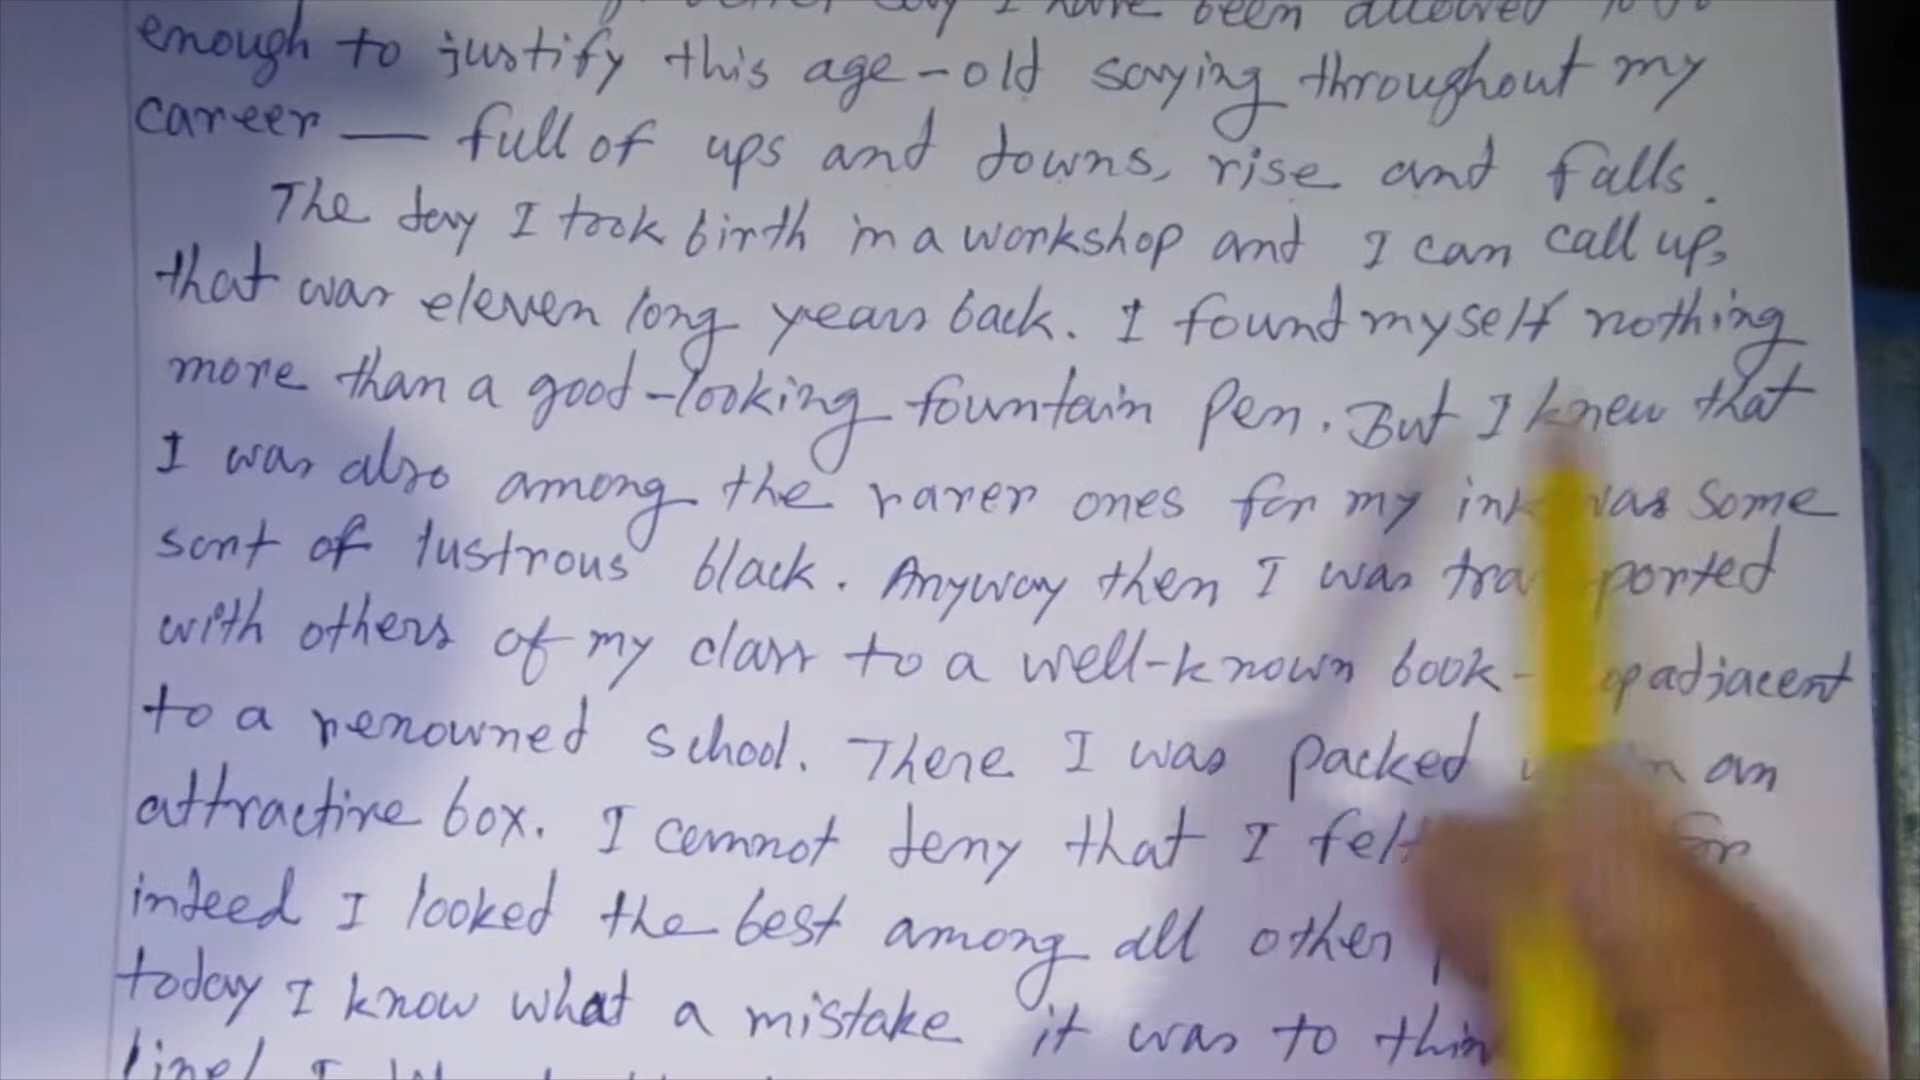 I have been allowed
enough to justify this age-old saying throughout my
career — full of ups and downs, rise and falls.
The day I took birth in a workshop and I can call up,
that was eleven long years back. I found myself nothing
more than a good-looking fountain pen. But I knew that
I was also among the rarer ones for my ink was some
sort of lustrous black. Anyway then I was transported
with others of my class to a well-known book- adjacent
to a renowned school. There I was packed an
attractive box. I cannot deny that I felt for
indeed I looked the best among all other
today I know what a mistake it was to